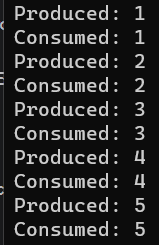 Produced: 1
Consumed: 1
Produced: 2
Consumed: 2
Produced: 3
Consumed: 3
Produced: 4
Consumed: 4
Produced: 5
Consumed: 5